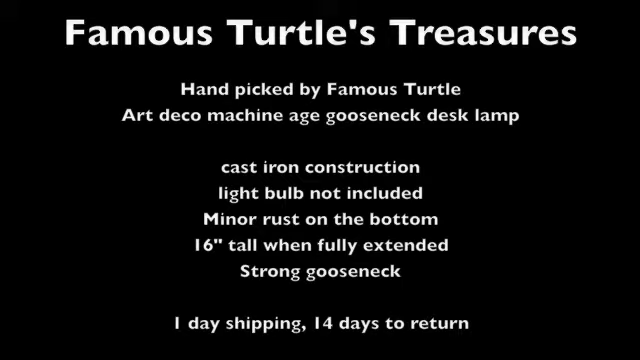 Famous Turtle's Treasures
Hand picked by Famous Turtle
Art deco machine age gooseneck desk lamp
cast iron construction
light bulb not included
Minor rust on the bottom
16" tall when fully extended
Strong gooseneck
1 day shipping, 14 days to return